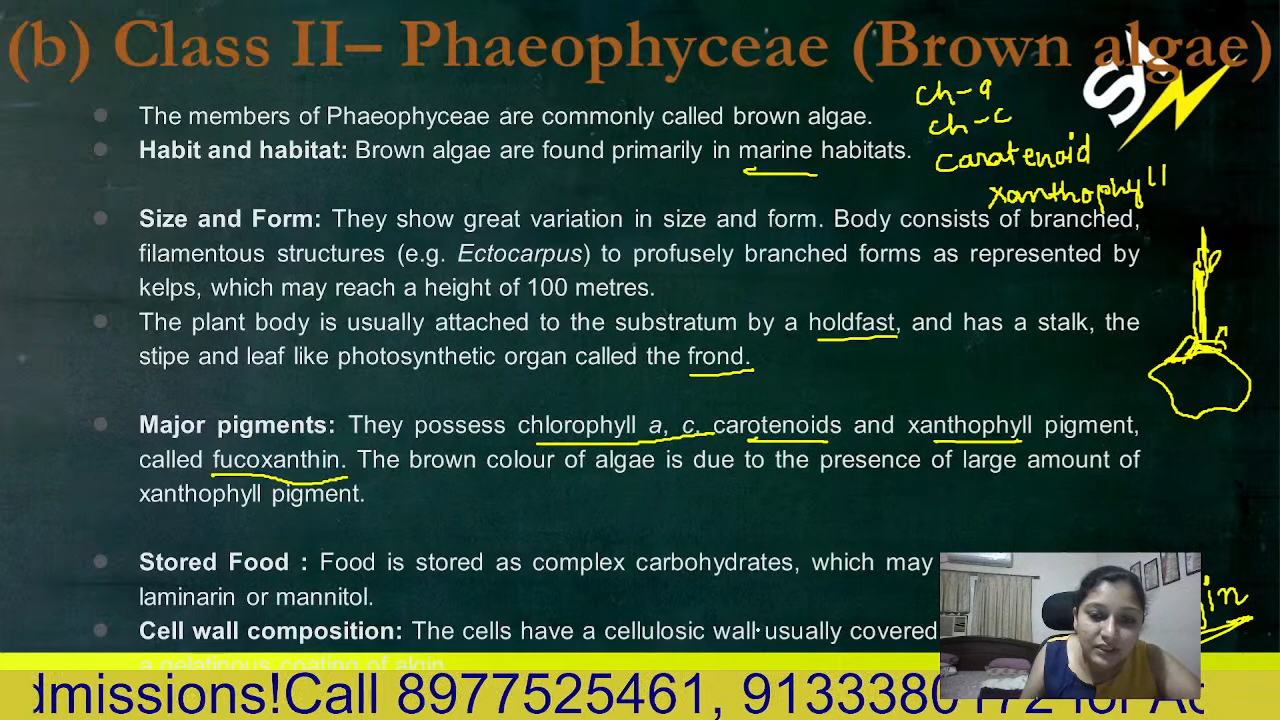 (b) Class II– Phaeophyceae (Brown algae)
The members of Phaeophyceae are commonly called brown algae.
Habit and habitat: Brown algae are found primarily in marine habitats.
ch-a
ch-c
caratenoid
xanthophyll
Size and Form: They show great variation in size and form. Body consists of branched,
filamentous structures (e.g. Ectocarpus) to profusely branched forms as represented by
kelps, which may reach a height of 100 metres.
The plant body is usually attached to the substratum by a holdfast, and has a stalk, the
stipe and leaf like photosynthetic organ called the frond.
Major pigments: They possess chlorophyll a, c, carotenoids and xanthophyll pigment,
called fucoxanthin. The brown colour of algae is due to the presence of large amount of
xanthophyll pigment.
Stored Food : Food is stored as complex carbohydrates, which may
laminarin or mannitol.
Cell wall composition: The cells have a cellulosic wall usually covered
a gelatinous coating of algin.
dmissions!Call 8977525461, 913338